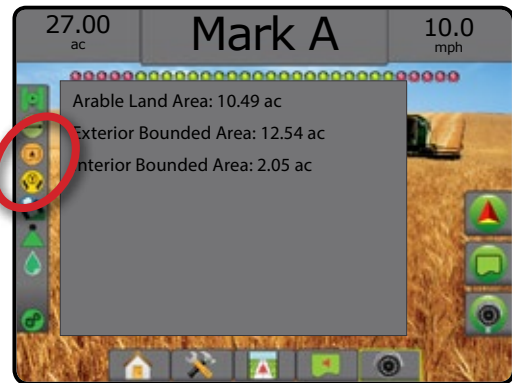 27.00
ac
Mark A
10.0
mph
Arable Land Area: 10.49 ac
Exterior Bounded Area: 12.54 ac
Interior Bounded Area: 2.05 ac